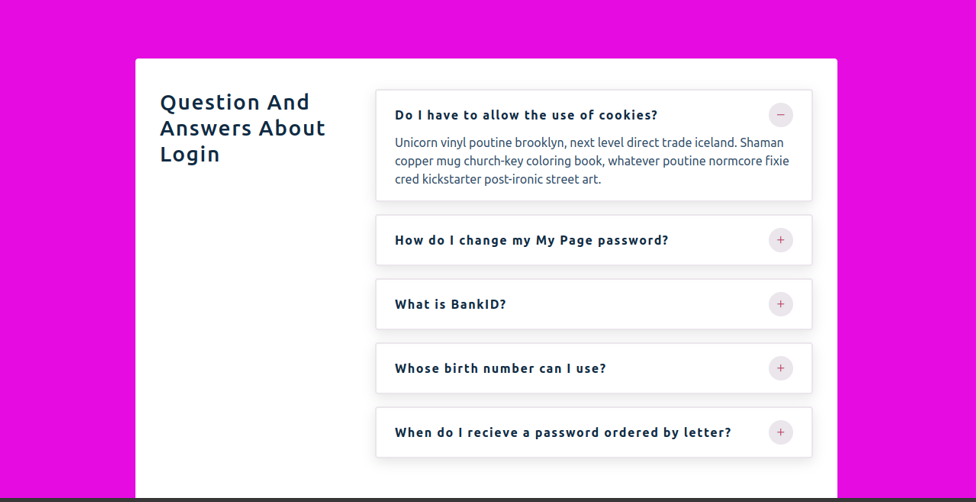 Question And
Answers About
Login
Do I have to allow the use of cookies?
Unicorn vinyl poutine brooklyn, next level direct trade iceland. Shaman
copper mug church-key coloring book, whatever poutine normcore fixie
cred kickstarter post-ironic street art.
How do I change my My Page password?
What is BankID?
Whose birth number can I use?
When do I recieve a password ordered by letter?